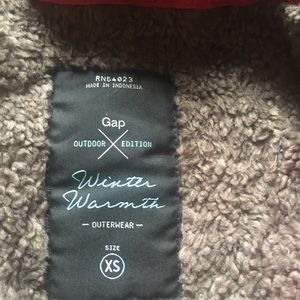 RN54023
MADE IN INDONESIA
Gap
OUTDOOR EDITION
Winter
Warmth
— OUTERWEAR —
SIZE
XS